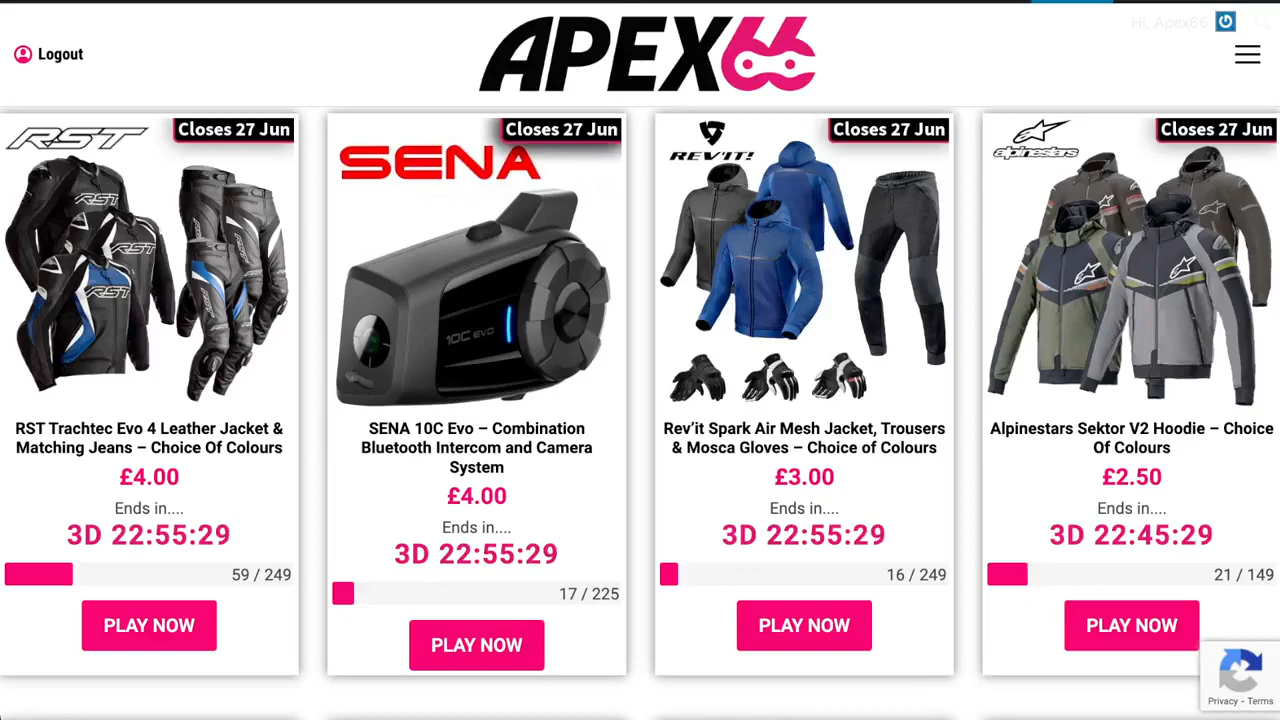 Hi, Apex66
Logout
APEX66
RST
Closes 27 Jun
RST
RST
RST
RST Trachtec Evo 4 Leather Jacket &
Matching Jeans – Choice Of Colours
£4.00
Ends in....
3D 22:55:29
59 / 249
PLAY NOW
Closes 27 Jun
SENA
10C EVO
SENA 10C Evo – Combination
Bluetooth Intercom and Camera
System
£4.00
Ends in....
3D 22:55:29
17 / 225
PLAY NOW
Closes 27 Jun
REV'IT!
Rev’it Spark Air Mesh Jacket, Trousers
& Mosca Gloves – Choice of Colours
£3.00
Ends in....
3D 22:55:29
16 / 249
PLAY NOW
Closes 27 Jun
alpinestars
Alpinestars Sektor V2 Hoodie – Choice
Of Colours
£2.50
Ends in....
3D 22:45:29
21 / 149
PLAY NOW
Privacy - Terms